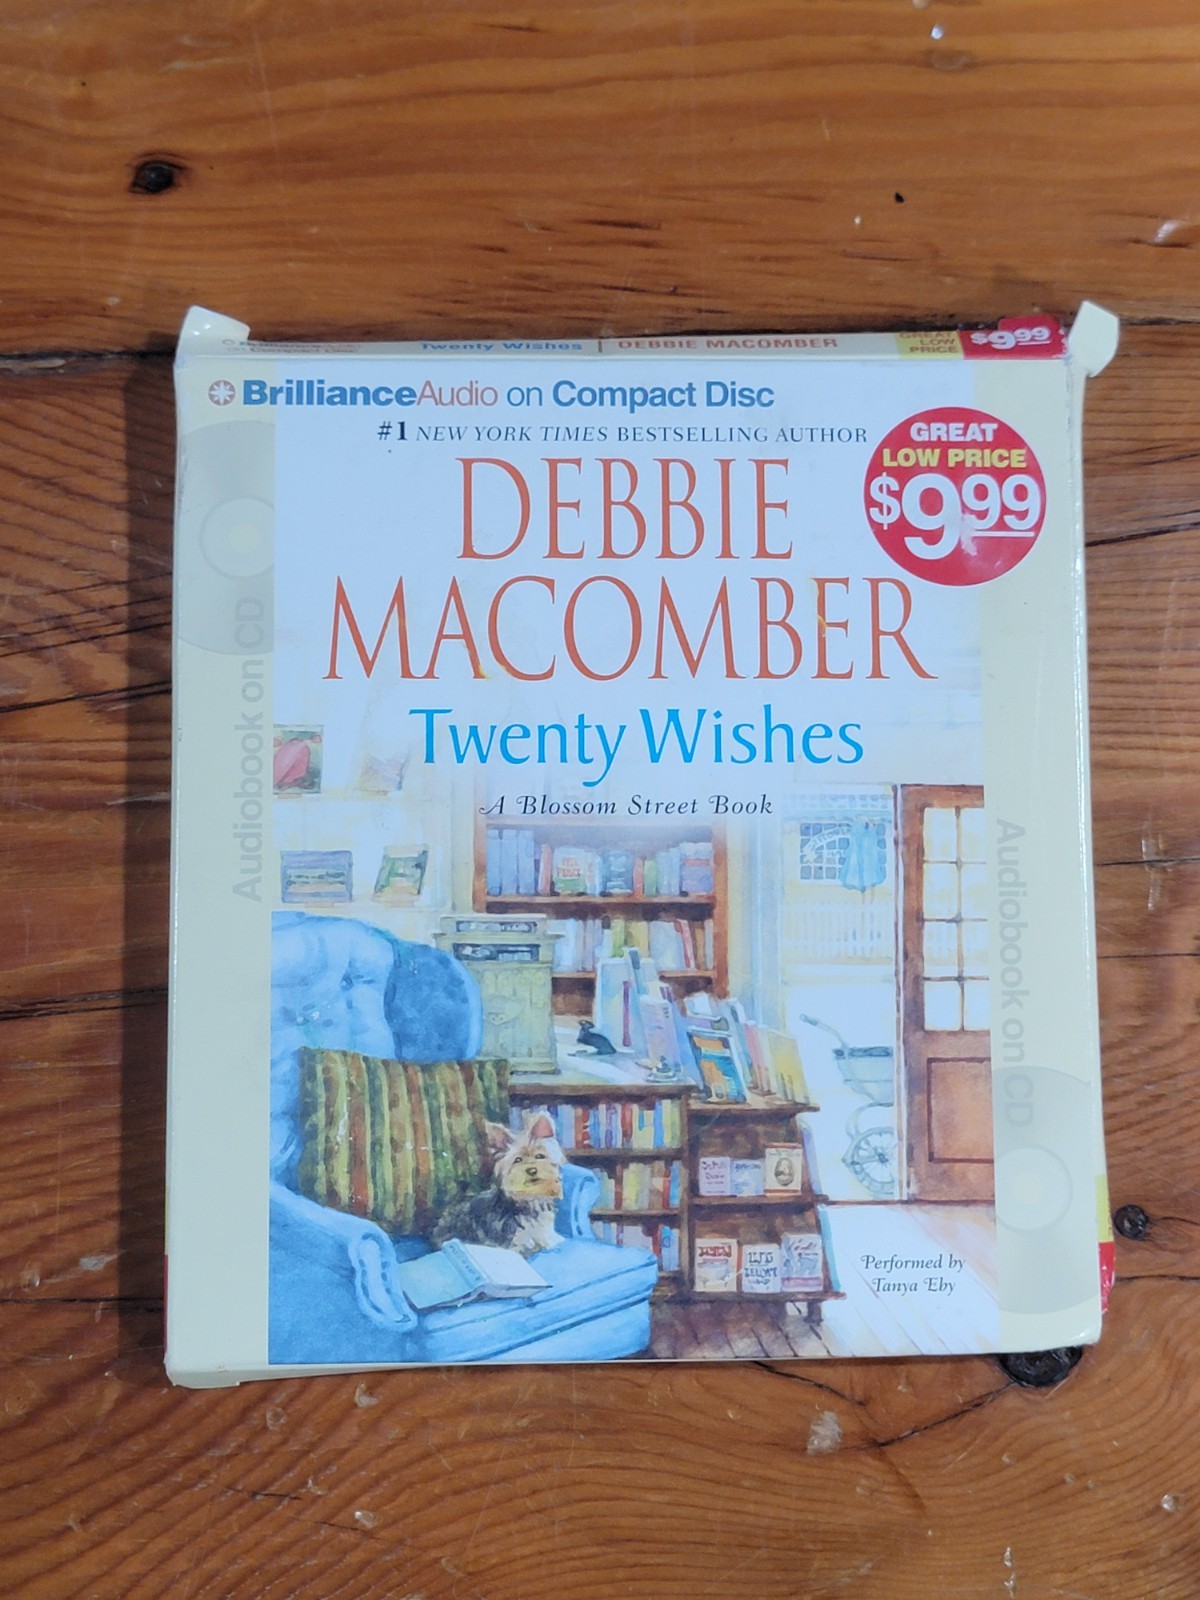 Twenty Wishes | DEBBIE MACOMBER
GREAT
LOW
PRICE
$9.99
BrillianceAudio on Compact Disc
#1 NEW YORK TIMES BESTSELLING AUTHOR
DEBBIE
MACOMBER
GREAT
LOW PRICE
$9.99
Twenty Wishes
A Blossom Street Book
Audiobook on CD
Audiobook on CD
Performed by
Tanya Eby